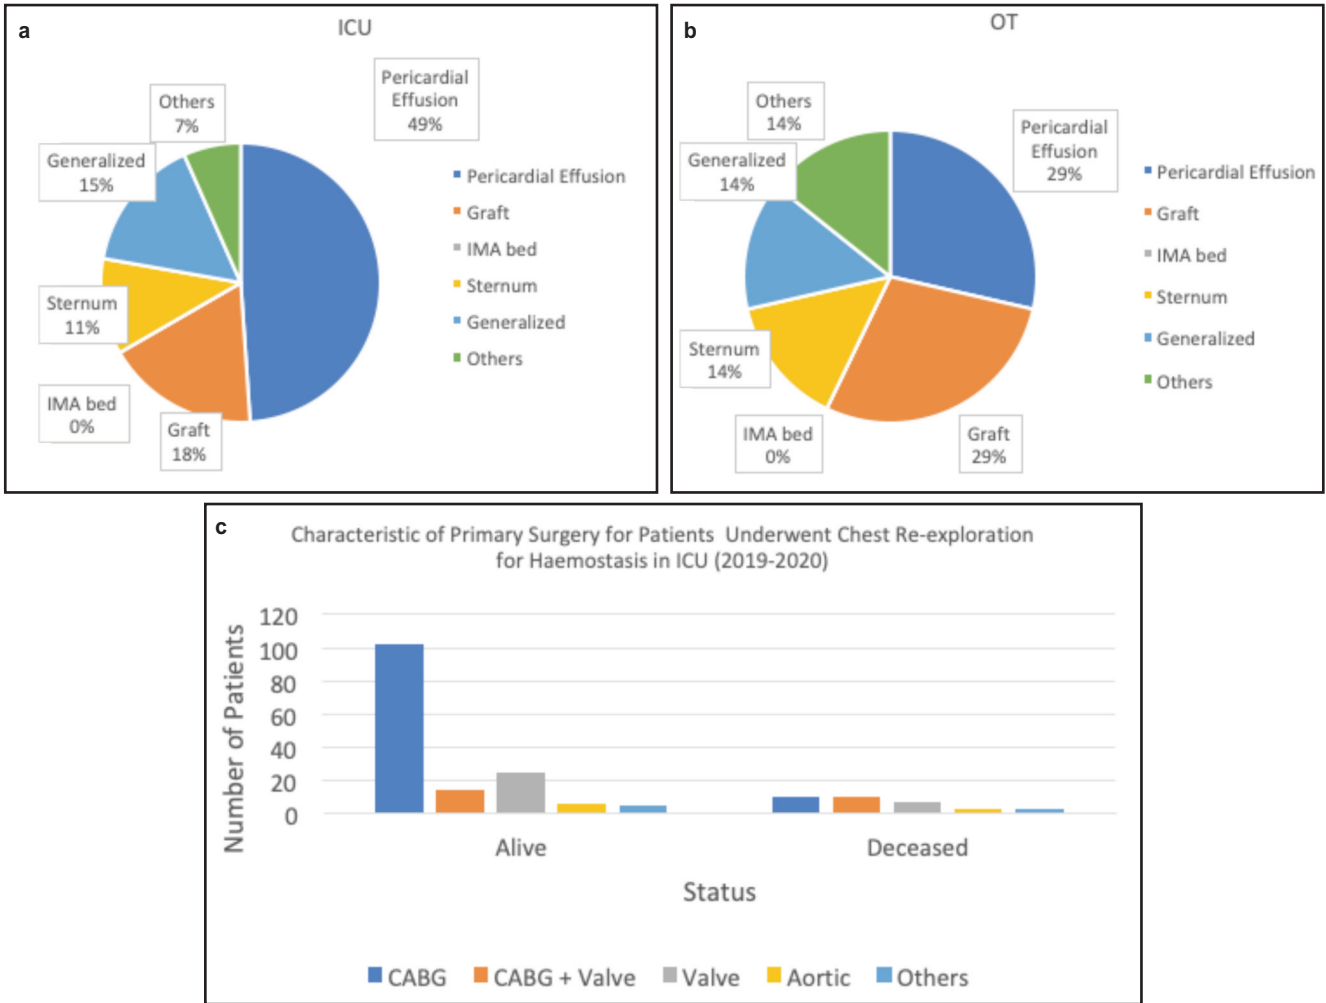 a
ICU
Pericardial
Effusion
49%
Others
7%
Generalized
15%
Sternum
11%
IMA bed
0%
Graft
18%
Pericardial Effusion
Graft
IMA bed
Sternum
Generalized
Others
b
OT
Others
14%
Pericardial
Effusion
29%
Generalized
14%
Sternum
14%
IMA bed
0%
Graft
29%
Pericardial Effusion
Graft
IMA bed
Sternum
Generalized
Others
c
Characteristic of Primary Surgery for Patients Underwent Chest Re-exploration
for Haemostasis in ICU (2019-2020)
Number of Patients
120
100
80
60
40
20
0
Alive
Deceased
Status
CABG
CABG + Valve
Valve
Aortic
Others